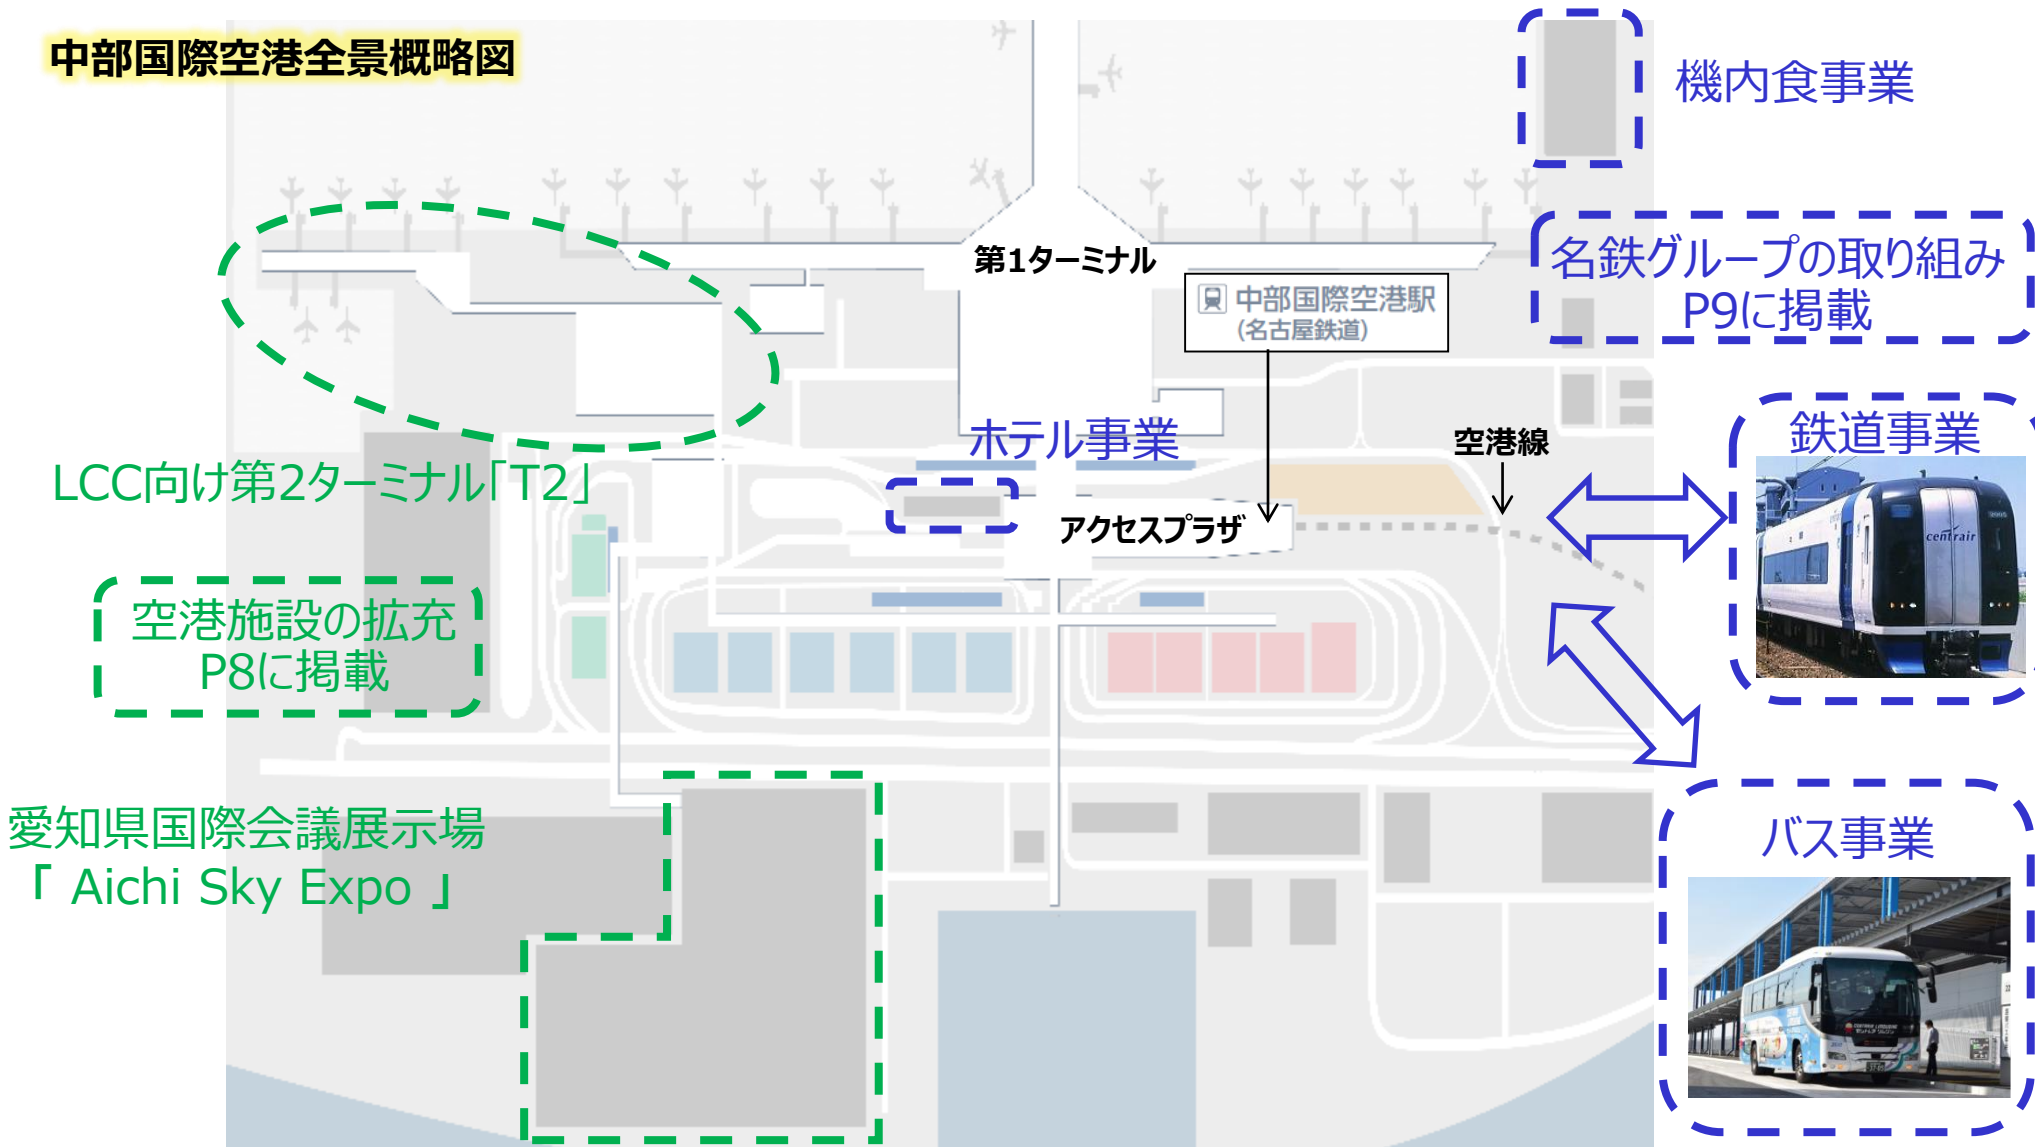 中部国際空港全景概略図
機内食事業
名鉄グループの取り組み
P9に掲載
第1ターミナル
中部国際空港駅
(名古屋鉄道)
鉄道事業
ホテル事業
空港線
LCC向け第2ターミナル「T2」
アクセスプラザ
centrair
空港施設の拡充
P8に掲載
愛知県国際会議展示場
「 Aichi Sky Expo 」
バス事業